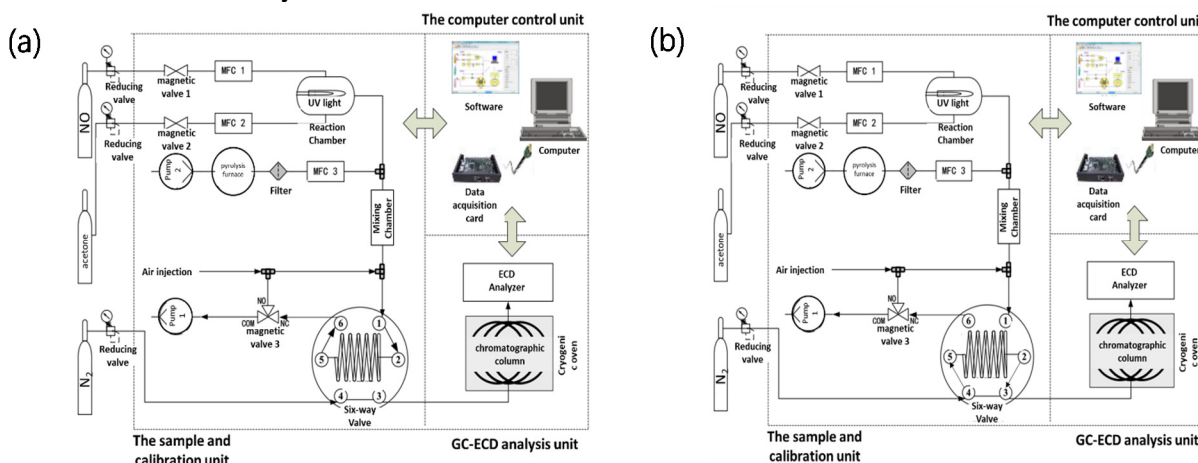 The computer control unit
(a)
Reducing
valve
magnetic
valve 1
MFC 1
UV light
Reaction
Chamber
Software
Computer
NO
Reducing
valve
magnetic
valve 2
MFC 2
Pump
2
pyrolysis
furnace
Filter
MFC 3
Data
acquisition
card
Mixing
Chamber
acetone
Air injection
ECD
Analyzer
Pump
1
NO
COM
NC
magnetic
valve 3
6
1
5
2
4
3
Six-way
Valve
chromatographic
column
Cryogeni
c oven
N2
Reducing
valve
The sample and
calibration unit
GC-ECD analysis unit
The computer control uni
(b)
Reducing
valve
magnetic
valve 1
MFC 1
UV light
Reaction
Chamber
Software
Computer
NO
Reducing
valve
magnetic
valve 2
MFC 2
Pump
2
pyrolysis
furnace
Filter
MFC 3
Data
acquisition
card
Mixing
Chamber
acetone
Air injection
ECD
Analyzer
Pump
1
NO
COM
NC
magnetic
valve 3
6
1
5
2
4
3
Six-way
Valve
chromatographic
column
Cryogeni
c oven
N2
Reducing
valve
The sample and
calibration unit
GC-ECD analysis unit